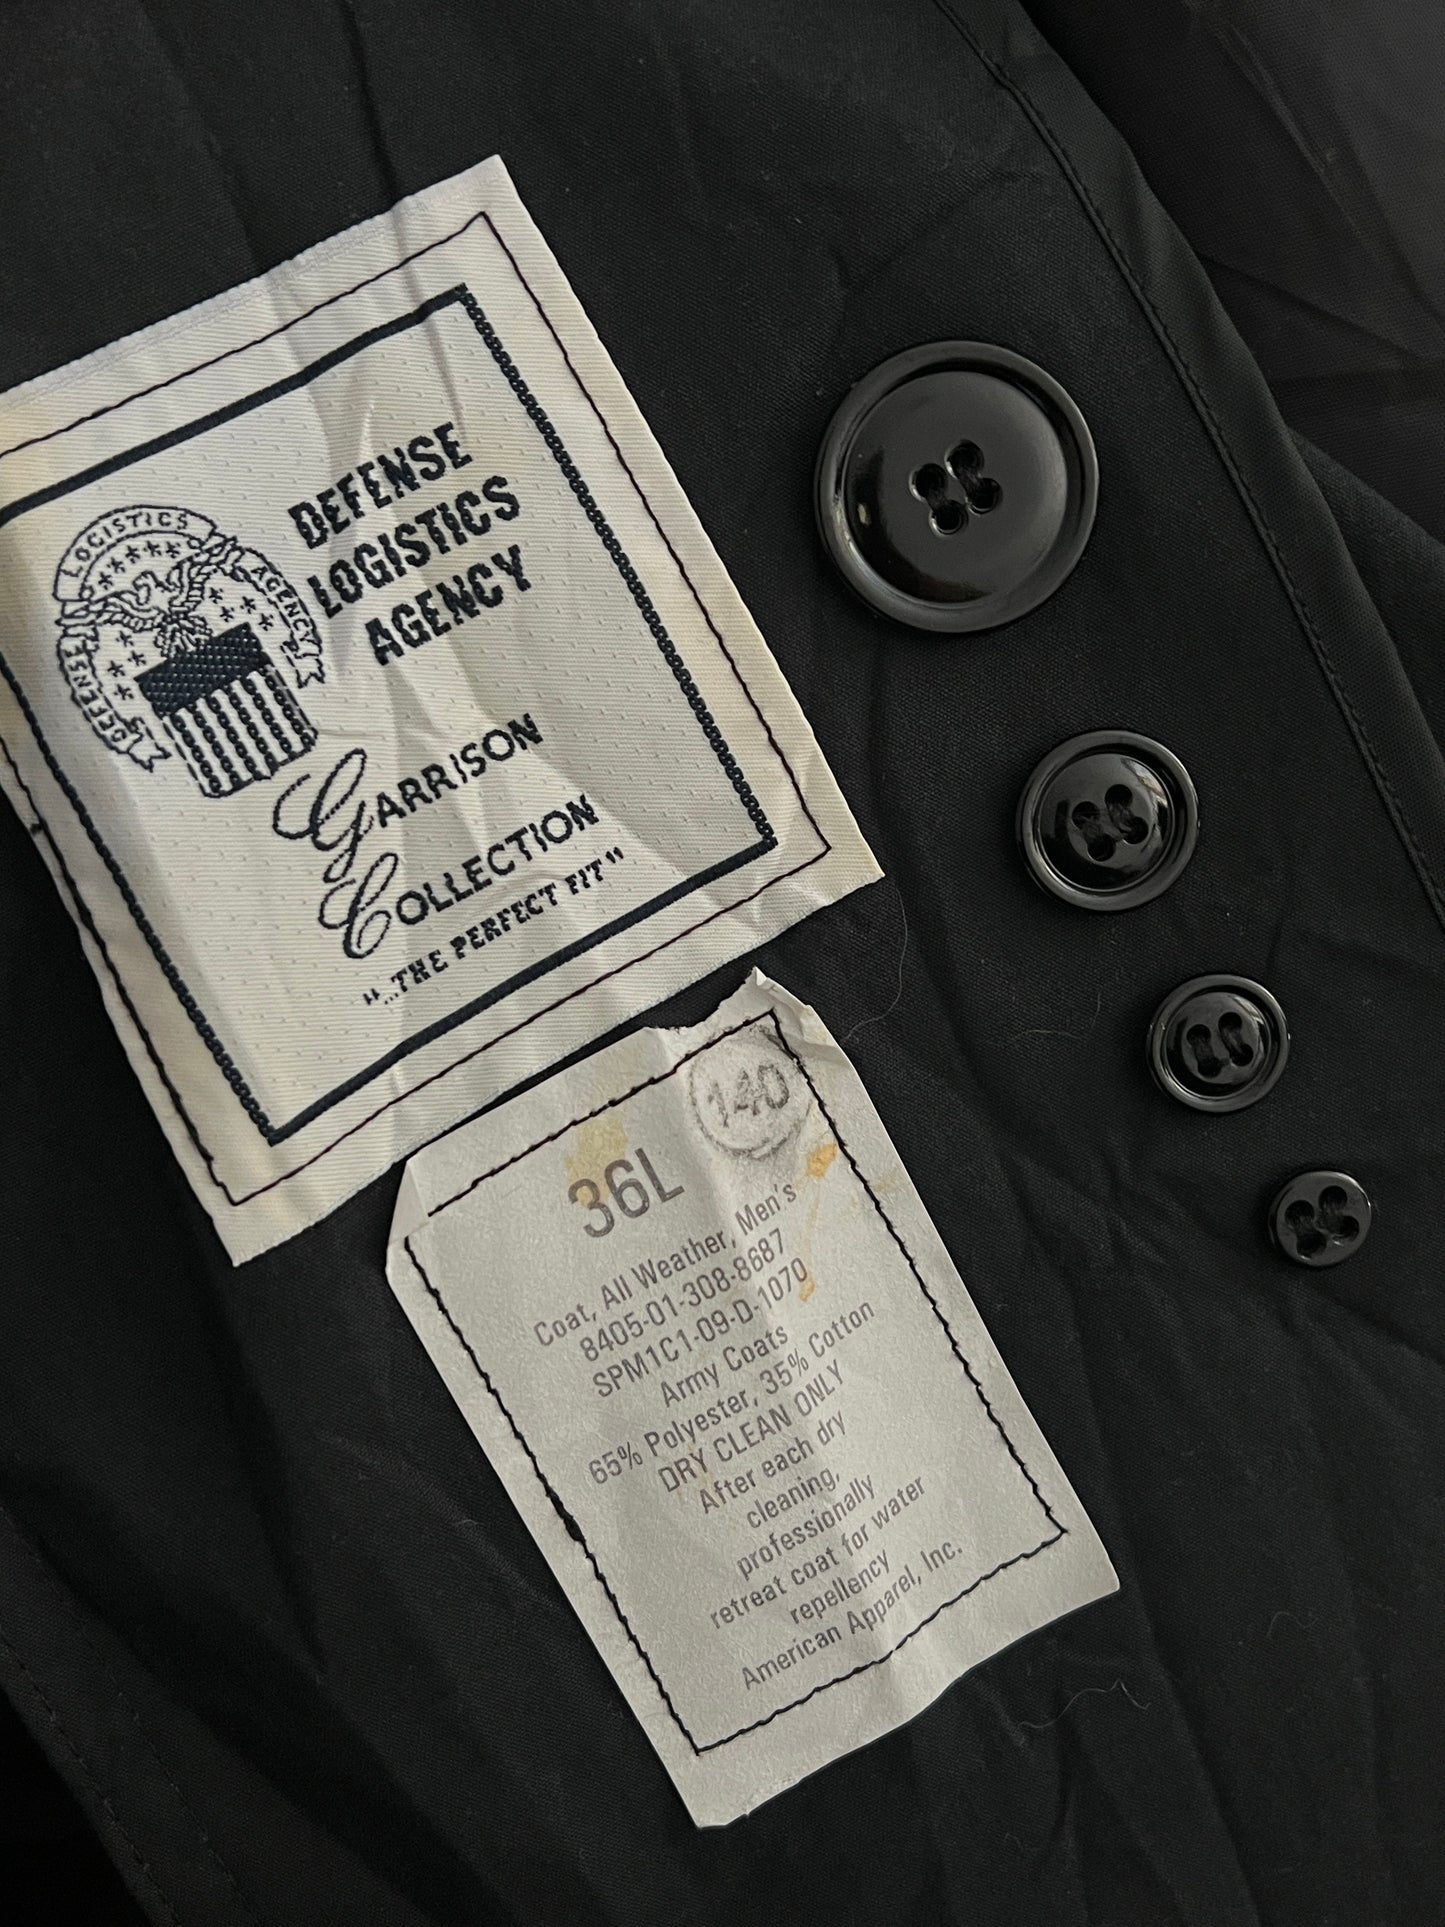 DEFENSE LOGISTICS AGENCY
DEFENSE
LOGISTICS
AGENCY
GARRISON
COLLECTION
"...THE PERFECT FIT"
140
36L
Coat, All Weather, Men's
8405-01-308-8687
SPM1C1-09-D-1070
Army Coats
65% Polyester, 35% Cotton
DRY CLEAN ONLY
After each dry
cleaning,
professionally
retreat coat for water
repellency
American Apparel, Inc.